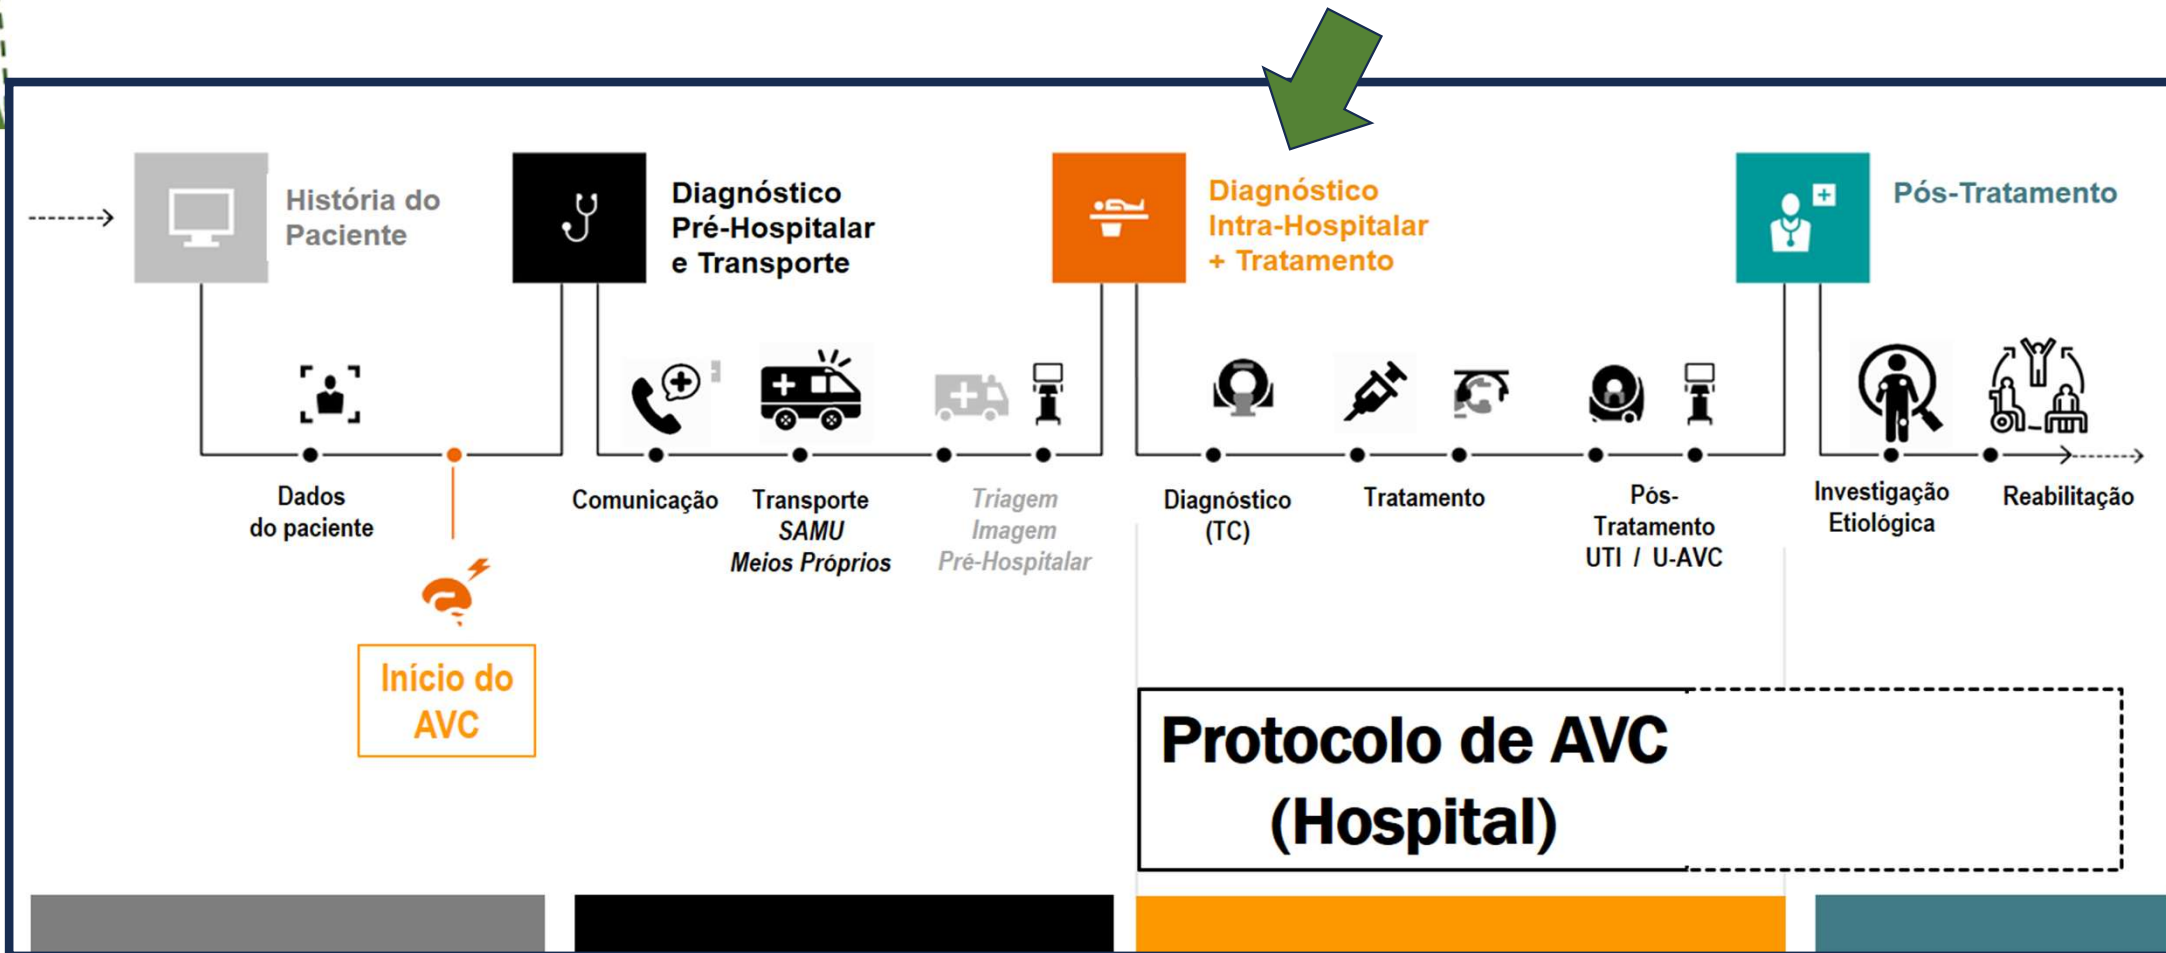 História do
Paciente
Diagnóstico
Pré-Hospitalar
e Transporte
Diagnóstico
Intra-Hospitalar
+ Tratamento
Pós-Tratamento
Dados
do paciente
Comunicação
Transporte
SAMU
Meios Próprios
Triagem
Imagem
Pré-Hospitalar
Diagnóstico
(TC)
Tratamento
Pós-
Tratamento
UTI / U-AVC
Investigação
Etiológica
Reabilitação
Início do
AVC
Protocolo de AVC
(Hospital)